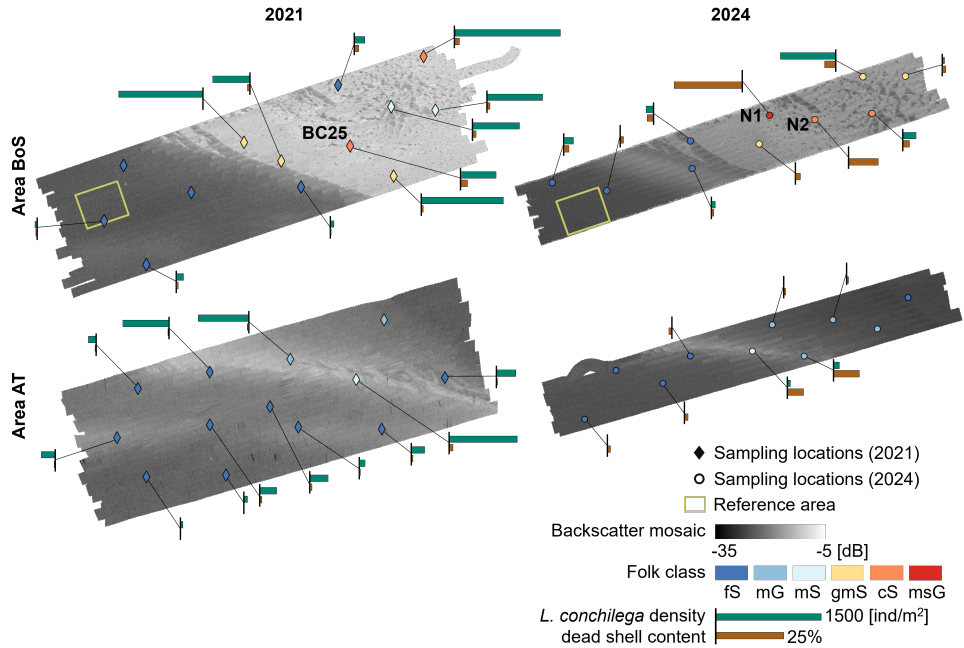 2021
2024
Area BoS
BC25
N1
N2
Area AT
Sampling locations (2021)
Sampling locations (2024)
Reference area
Backscatter mosaic
-35
-5 [dB]
Folk class
fS
mG
mS
gmS
cS
msG
L. conchilega density
1500 [ind/m²]
dead shell content
25%